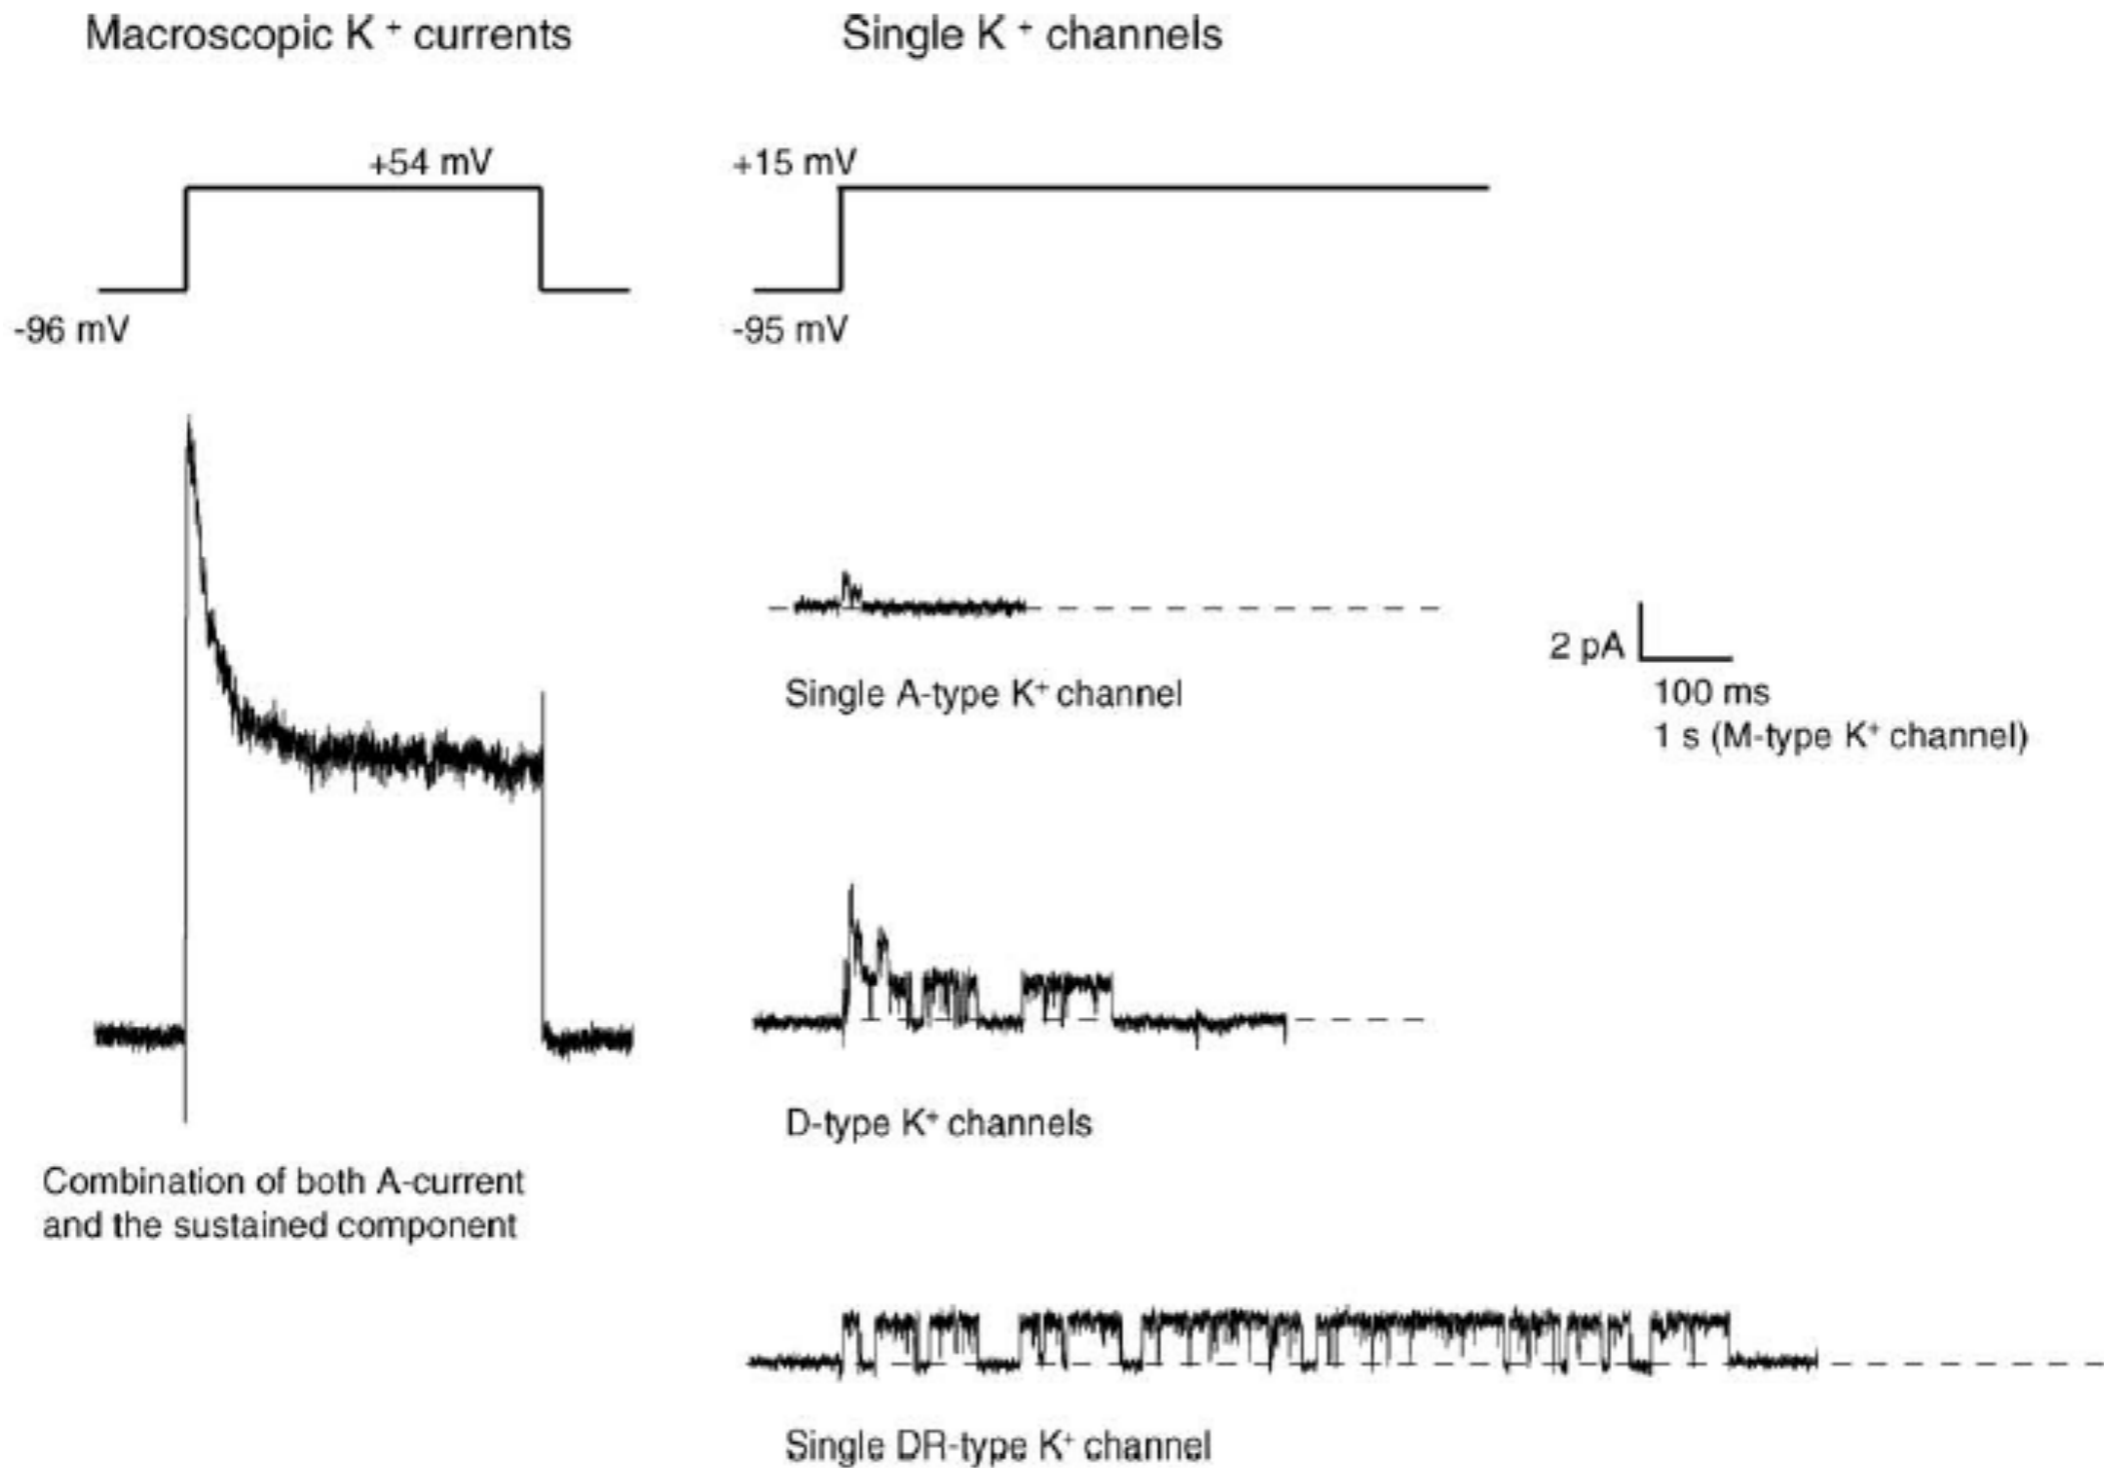 Macroscopic K⁺ currents
Single K⁺ channels
+54 mV
-96 mV
+15 mV
-95 mV
Single A-type K⁺ channel
2 pA
100 ms
1 s (M-type K⁺ channel)
D-type K⁺ channels
Combination of both A-current
and the sustained component
Single DR-type K⁺ channel